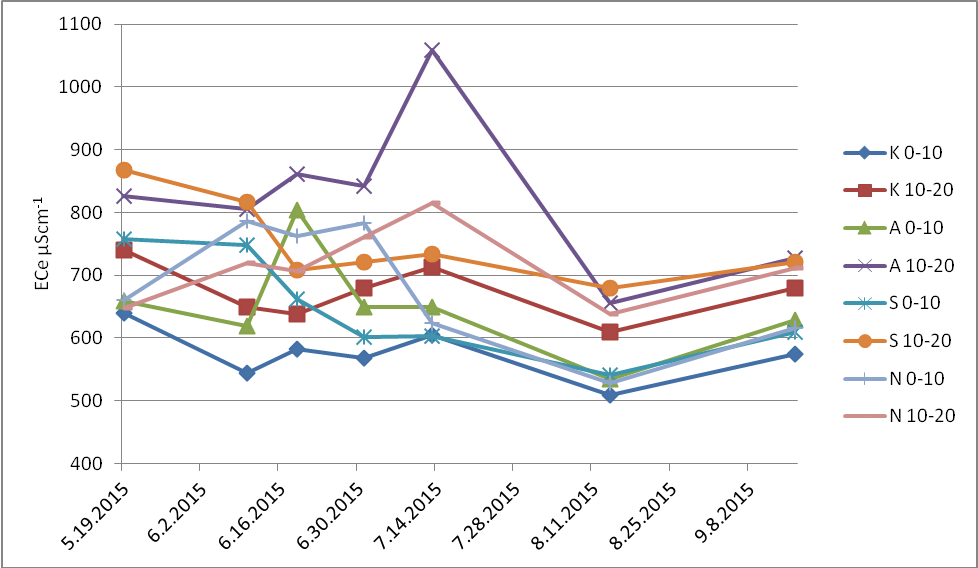 1100
1000
900
800
700
600
500
400
ECe µScm⁻¹
5.19.2015
6.2.2015
6.16.2015
6.30.2015
7.14.2015
7.28.2015
8.11.2015
8.25.2015
9.8.2015
K 0-10
K 10-20
A 0-10
A 10-20
S 0-10
S 10-20
N 0-10
N 10-20